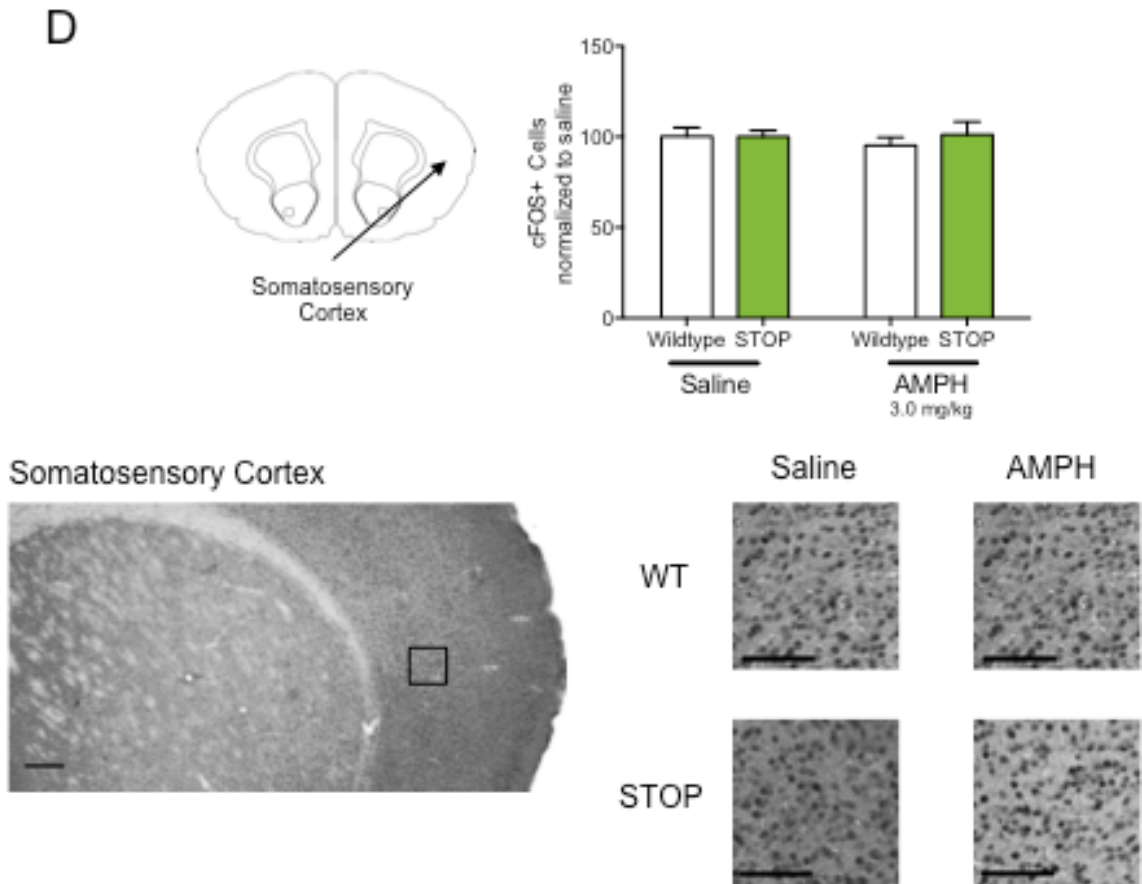 D
150
100
50
0
cFOS+ Cells
normalized to saline
Somatosensory
Cortex
Wildtype STOP
Wildtype STOP
Saline
AMPH
3.0 mg/kg
Somatosensory Cortex
Saline
AMPH
WT
STOP